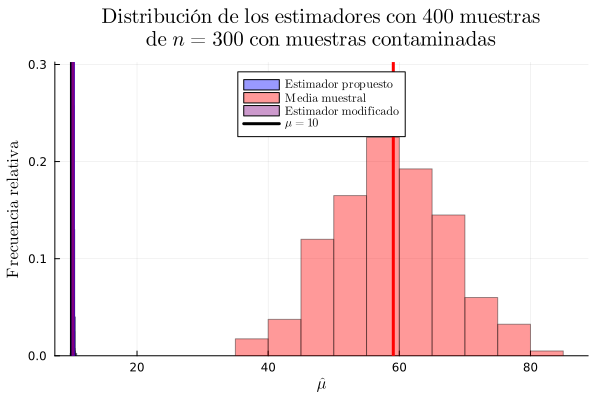 Distribución de los estimadores con 400 muestras
de n = 300 con muestras contaminadas
Frecuencia relativa
0.3
0.2
0.1
0.0
Estimador propuesto
Media muestral
Estimador modificado
μ = 10
20 40 60 80
μ̂